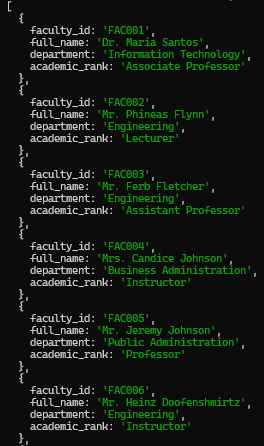 [
  {
    faculty_id: 'FAC001',
    full_name: 'Dr. Maria Santos',
    department: 'Information Technology',
    academic_rank: 'Associate Professor'
  },
  {
    faculty_id: 'FAC002',
    full_name: 'Mr. Phineas Flynn',
    department: 'Engineering',
    academic_rank: 'Lecturer'
  },
  {
    faculty_id: 'FAC003',
    full_name: 'Mr. Ferb Fletcher',
    department: 'Engineering',
    academic_rank: 'Assistant Professor'
  },
  {
    faculty_id: 'FAC004',
    full_name: 'Mrs. Candice Johnson',
    department: 'Business Administration',
    academic_rank: 'Instructor'
  },
  {
    faculty_id: 'FAC005',
    full_name: 'Mr. Jeremy Johnson',
    department: 'Public Administration',
    academic_rank: 'Professor'
  },
  {
    faculty_id: 'FAC006',
    full_name: 'Mr. Heinz Doofenshmirtz',
    department: 'Engineering',
    academic_rank: 'Instructor'
  },